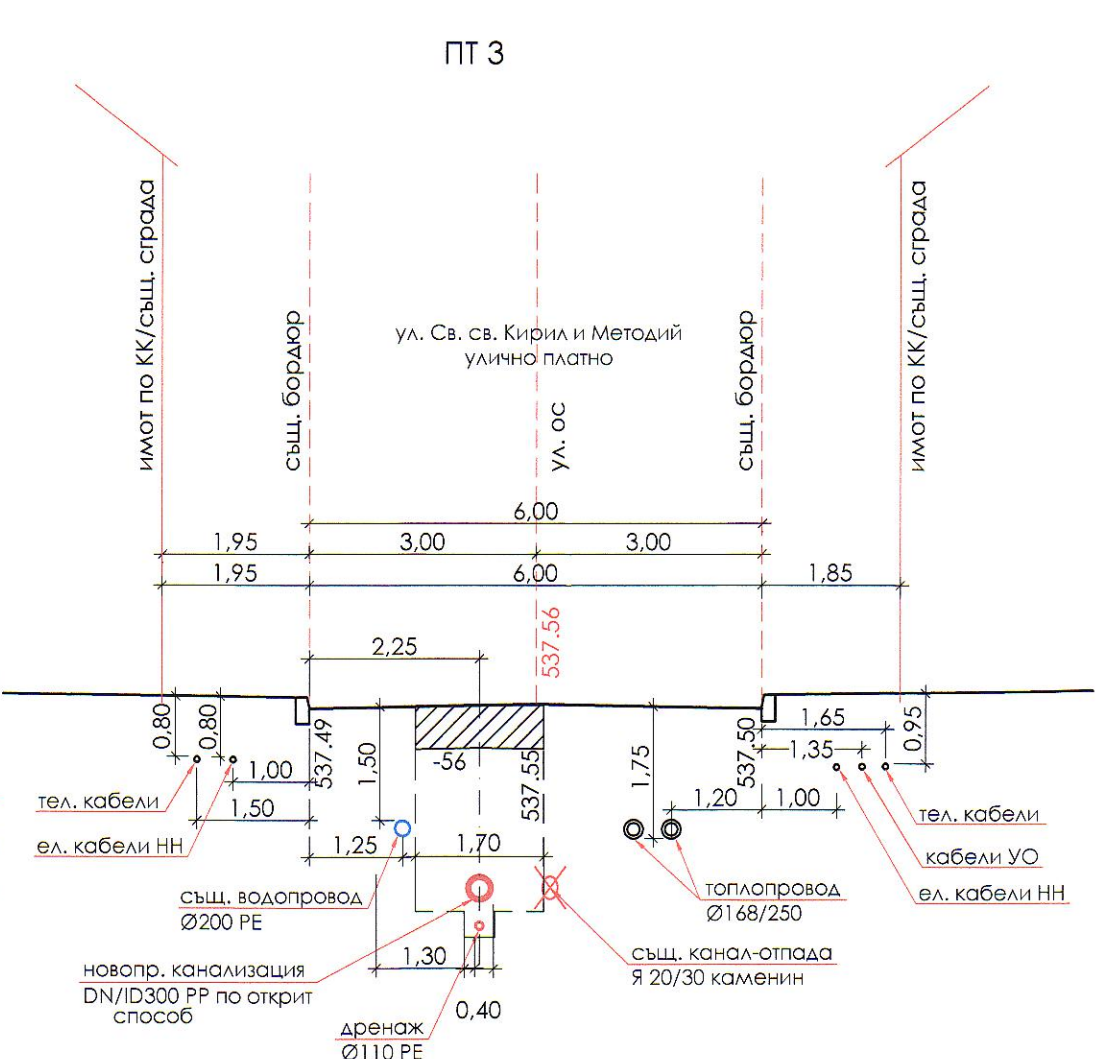 ПТ 3
имот по КК/същ. сграда
същ. бордюр
ул. Св. св. Кирил и Методий
улично платно
ул. ос
същ. бордюр
имот по КК/същ. сграда
6,00
1,95
3,00
3,00
1,95
6,00
1,85
537.56
2,25
0,80
0,80
537.49
1,50
-56
537.55
1,75
537.50
1,65
0,95
1,35
1,00
1,50
1,20
1,00
тел. кабели
ел. кабели НН
1,25
1,70
тел. кабели
кабели УО
ел. кабели НН
същ. водопровод
Ø200 PE
топлопровод
Ø168/250
1,30
същ. канал-отпада
Я 20/30 каменин
новопр. канализация
DN/ID300 PP по открит
способ
0,40
дренаж
Ø110 PE